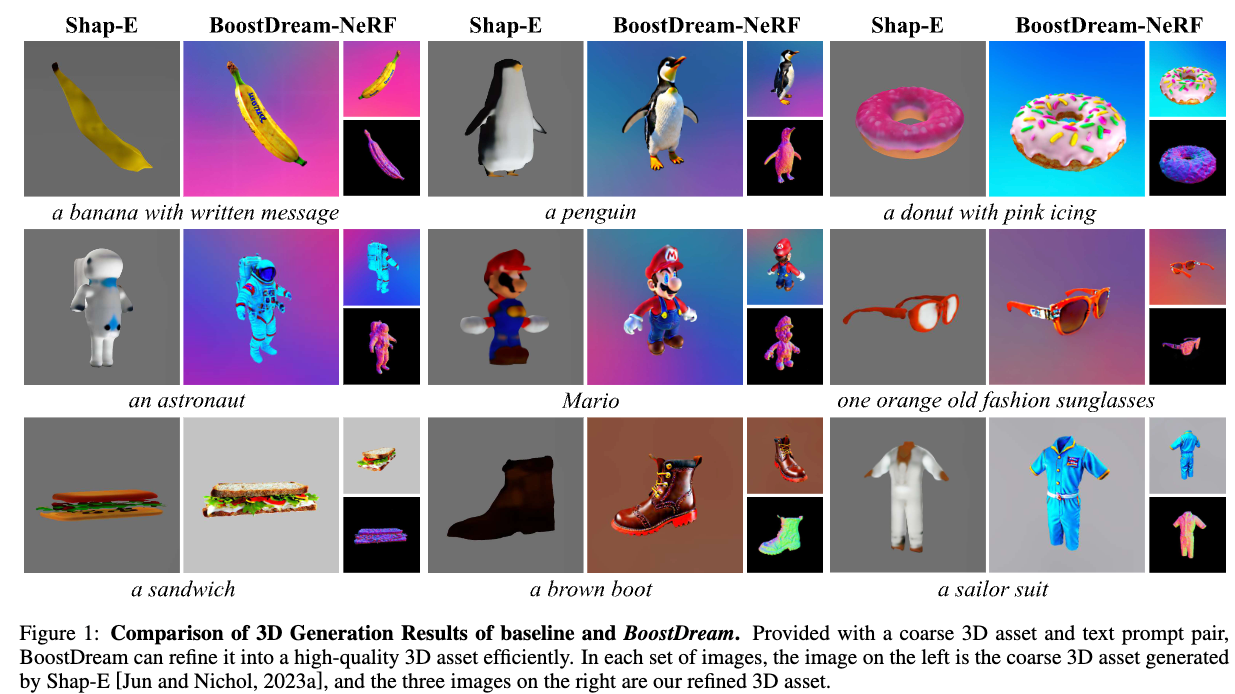 Shap-E BoostDream-NeRF Shap-E BoostDream-NeRF Shap-E BoostDream-NeRF
a banana with written message a penguin a donut with pink icing
M
an astronaut Mario one orange old fashion sunglasses
a sandwich a brown boot a sailor suit
Figure 1: Comparison of 3D Generation Results of baseline and BoostDream. Provided with a coarse 3D asset and text prompt pair,
BoostDream can refine it into a high-quality 3D asset efficiently. In each set of images, the image on the left is the coarse 3D asset generated
by Shap-E [Jun and Nichol, 2023a], and the three images on the right are our refined 3D asset.